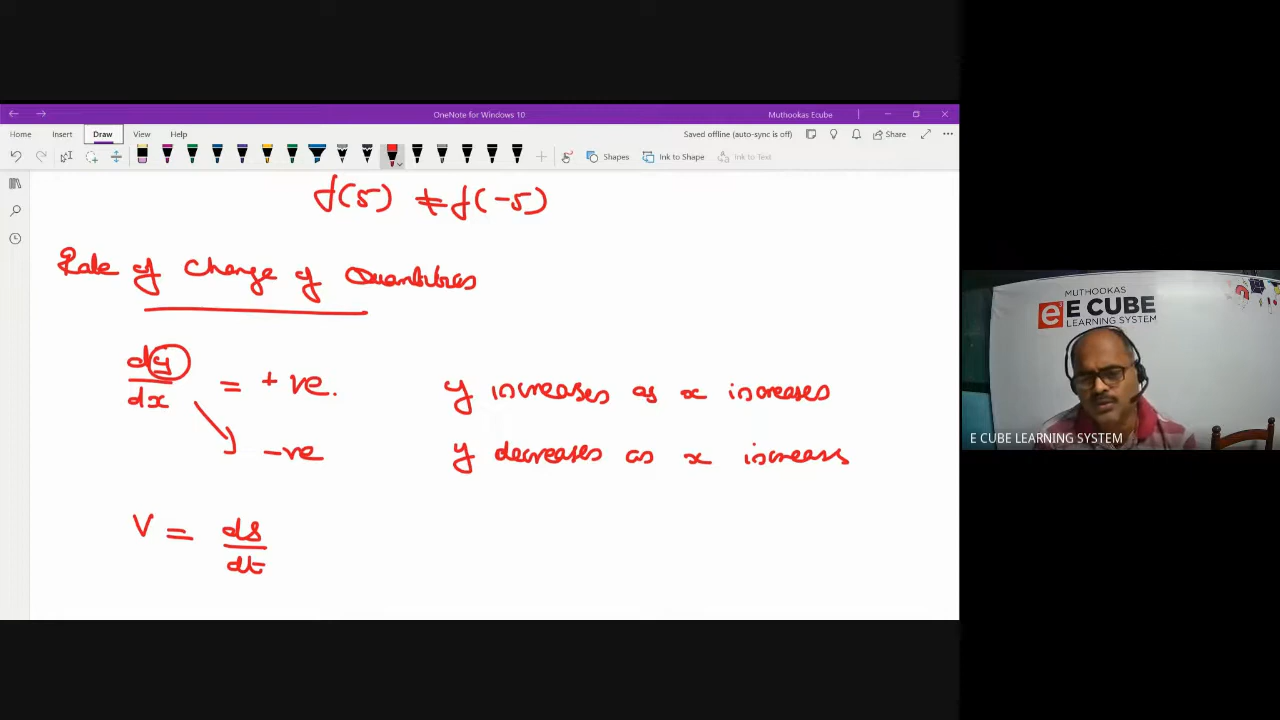 OneNote for Windows 10
Muthookas Ecube
Home Insert Draw View Help
Saved offline (auto-sync is off)
Share
Shapes
Ink to Shape
Ink to Text
f(5) ≠ f(-5)
Rate of Change of Quantities
dy/dx = + ve. y increases as x increases
-ve y decreases as x increases
V = ds/dt
MUTHOOKAS
e³ E CUBE
LEARNING SYSTEM
E CUBE LEARNING SYSTEM